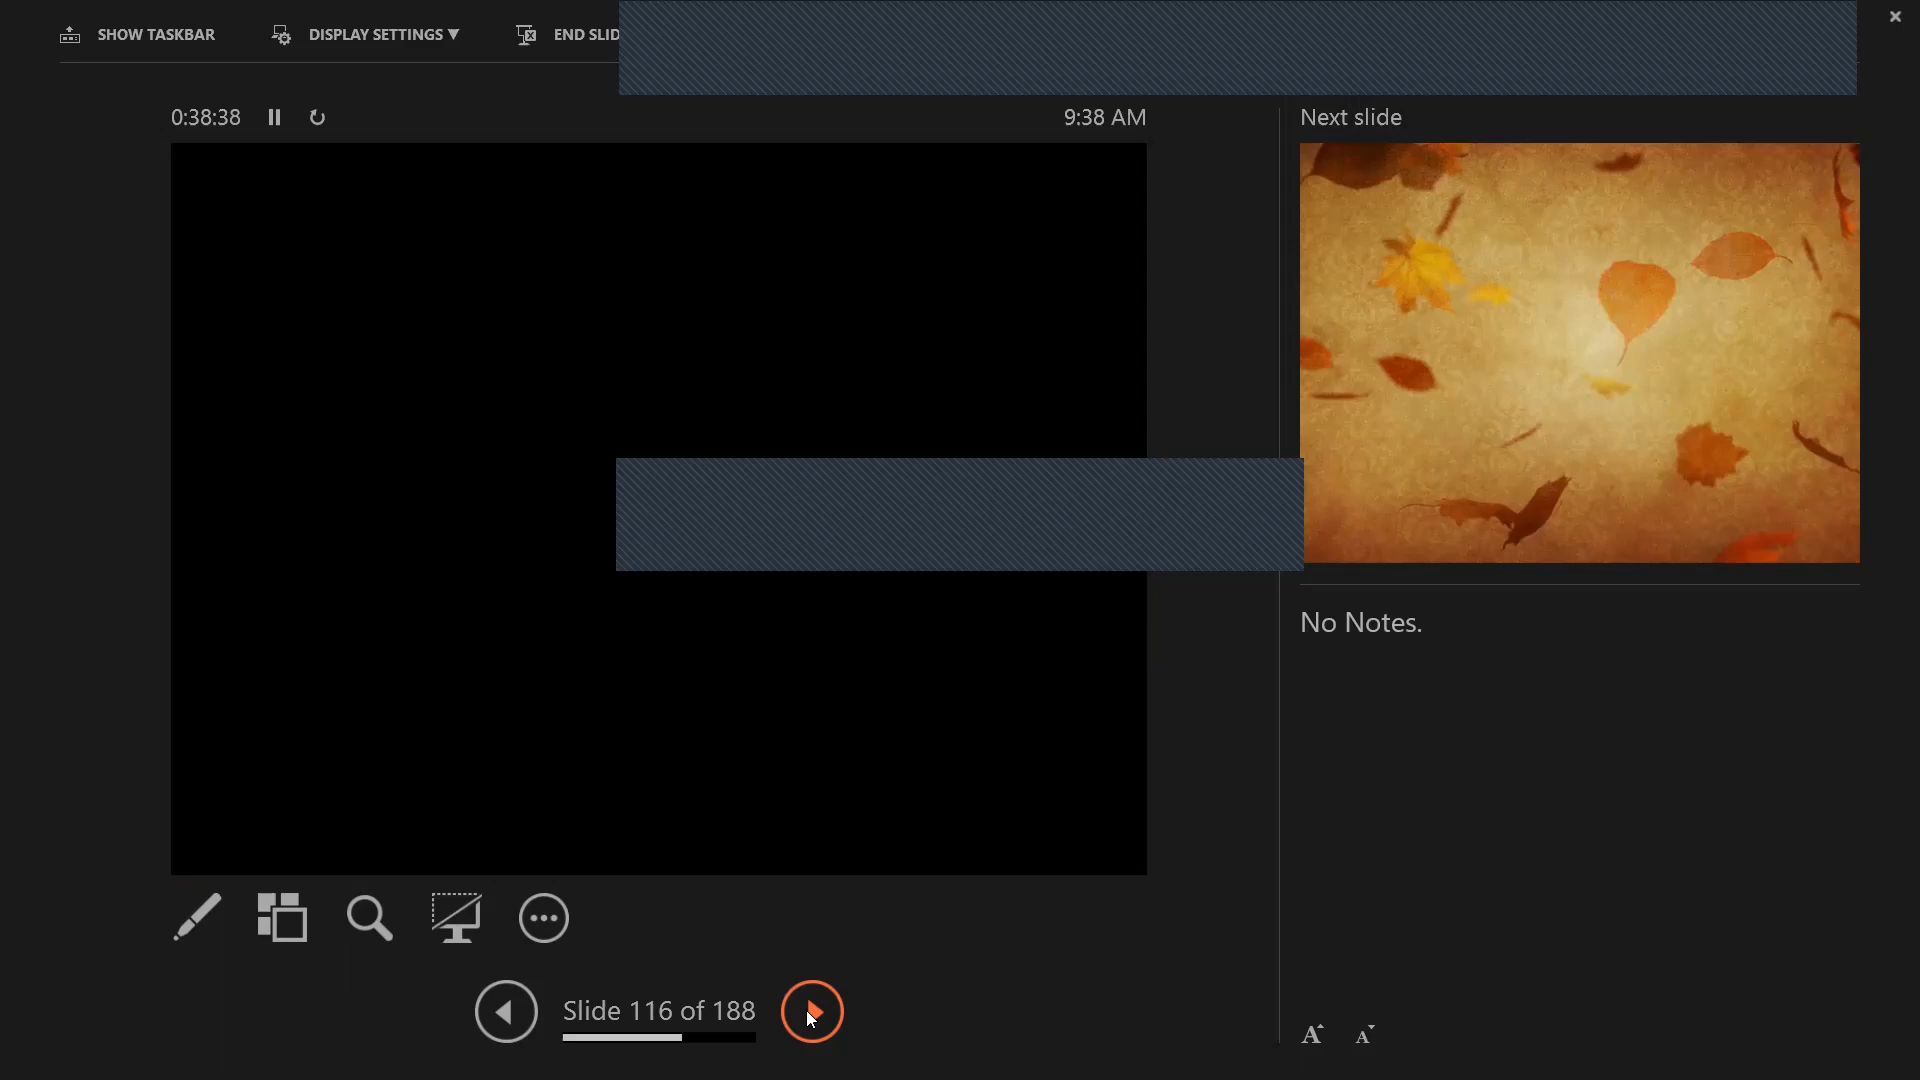 SHOW TASKBAR
DISPLAY SETTINGS ▼
END SLID
0:38:38
9:38 AM
Next slide
No Notes.
Slide 116 of 188
A A